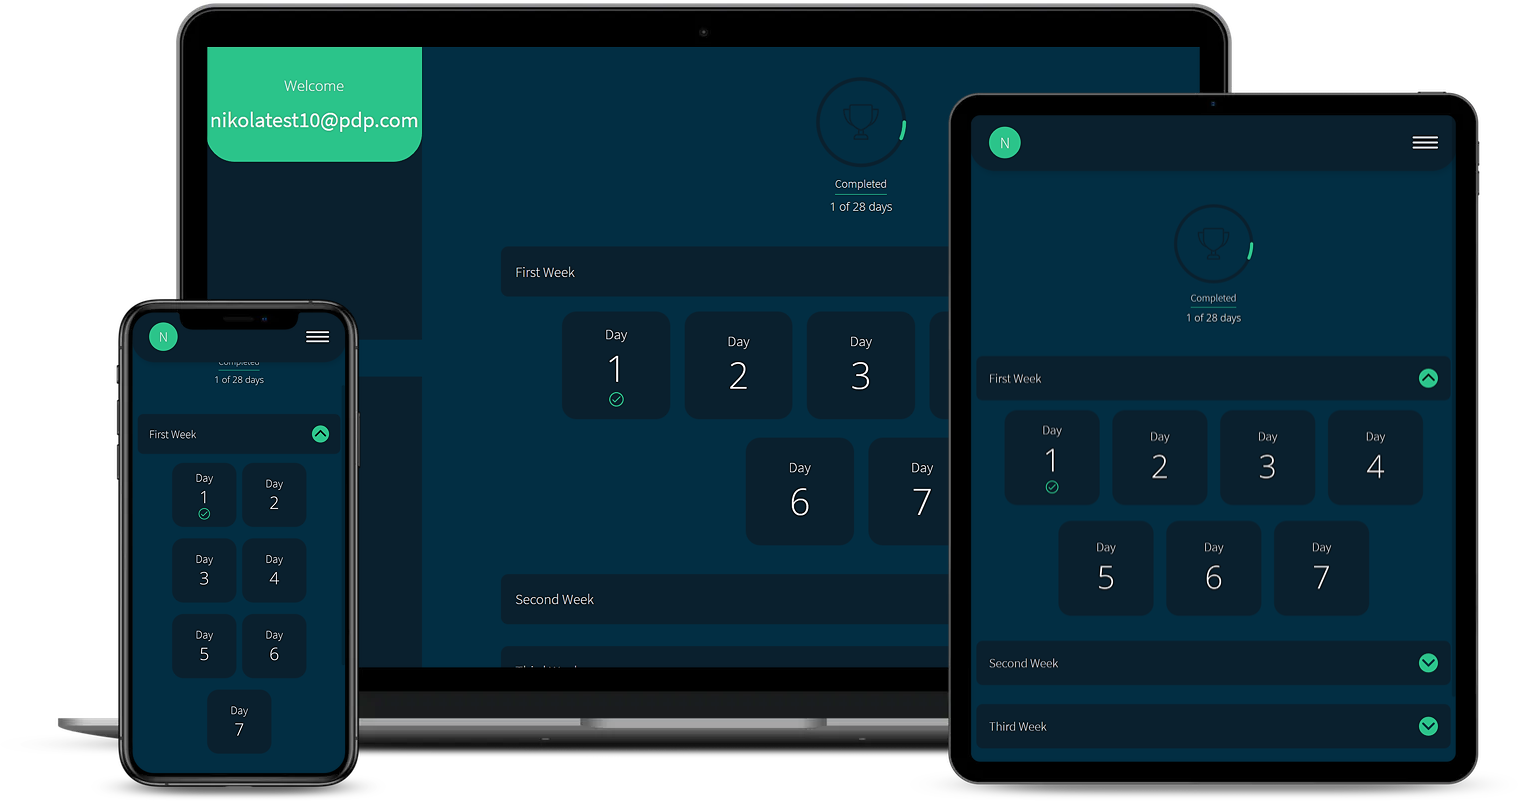 Welcome
nikolatest10@pdp.com
Completed
1 of 28 days
First Week
Day
1
Day
2
Day
3
Day
6
Day
7
Second Week
N
Completed
1 of 28 days
First Week
Day
1
Day
2
Day
3
Day
4
Day
5
Day
6
Day
7
N
Completed
1 of 28 days
First Week
Day
1
Day
2
Day
3
Day
4
Day
5
Day
6
Day
7
Second Week
Third Week